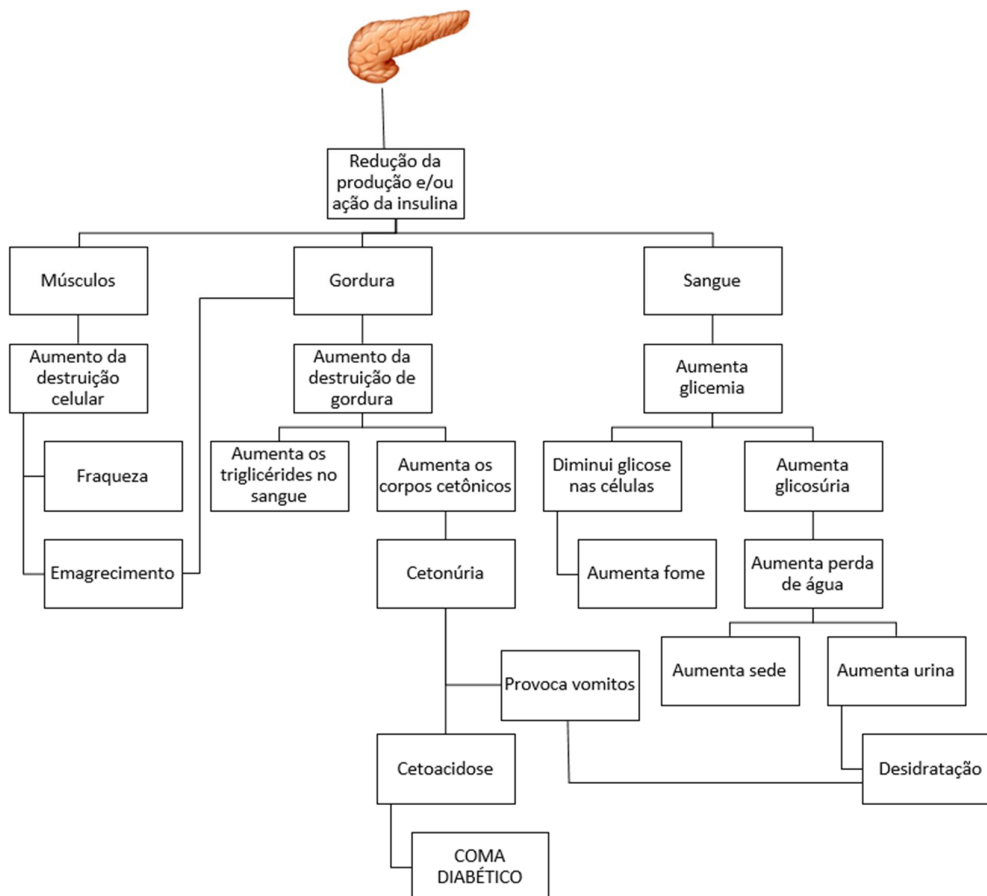 Redução da
produção e/ou
ação da insulina
Músculos
Gordura
Sangue
Aumento da
destruição
celular
Aumento da
destruição de
gordura
Aumenta
glicemia
Fraqueza
Aumenta os
triglicérides no
sangue
Aumenta os
corpos cetônicos
Diminui glicose
nas células
Aumenta
glicosúria
Emagrecimento
Cetonúria
Aumenta fome
Aumenta perda
de água
Provoca vomitos
Aumenta sede
Aumenta urina
Cetoacidose
Desidratação
COMA
DIABÉTICO